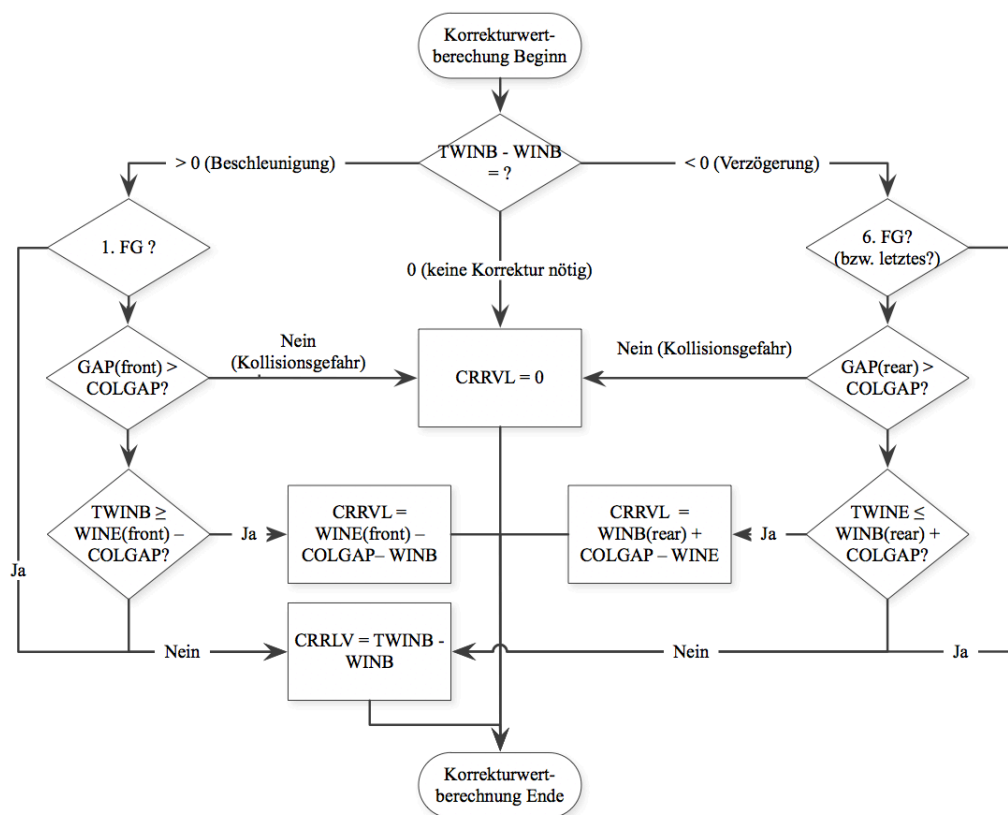 Korrekturwert-
berechung Beginn
TWINB - WINB
= ?
> 0 (Beschleunigung)
< 0 (Verzögerung)
1. FG ?
6. FG?
(bzw. letztes?)
0 (keine Korrektur nötig)
Nein
(Kollisionsgefahr)
Nein (Kollisionsgefahr)
GAP(front) >
COLGAP?
CRRVL = 0
GAP(rear) >
COLGAP?
TWINB ≥
WINE(front) –
COLGAP?
Ja
CRRVL =
WINE(front) –
COLGAP– WINB
CRRVL =
WINB(rear) +
COLGAP – WINE
Ja
TWINE ≤
WINB(rear) +
COLGAP?
Ja
Nein
CRRLV = TWINB -
WINB
Nein
Ja
Korrekturwert-
berechnung Ende